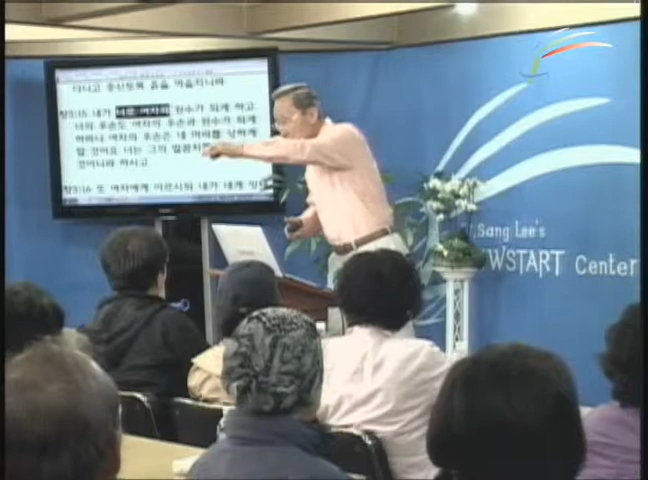 다니고 종신토록 흙을 먹을지니라
창3:15 내가 너로 여자와 원수가 되게 하고
너의 후손도 여자의 후손과 원수가 되게
하리니 여자의 후손은 네 머리를 상하게
할 것이요 너는 그의 발꿈치를
것이니라 하시고
창3:16 또 여자에게 이르시되 내가 네게
Sang Lee's
WSTART Center